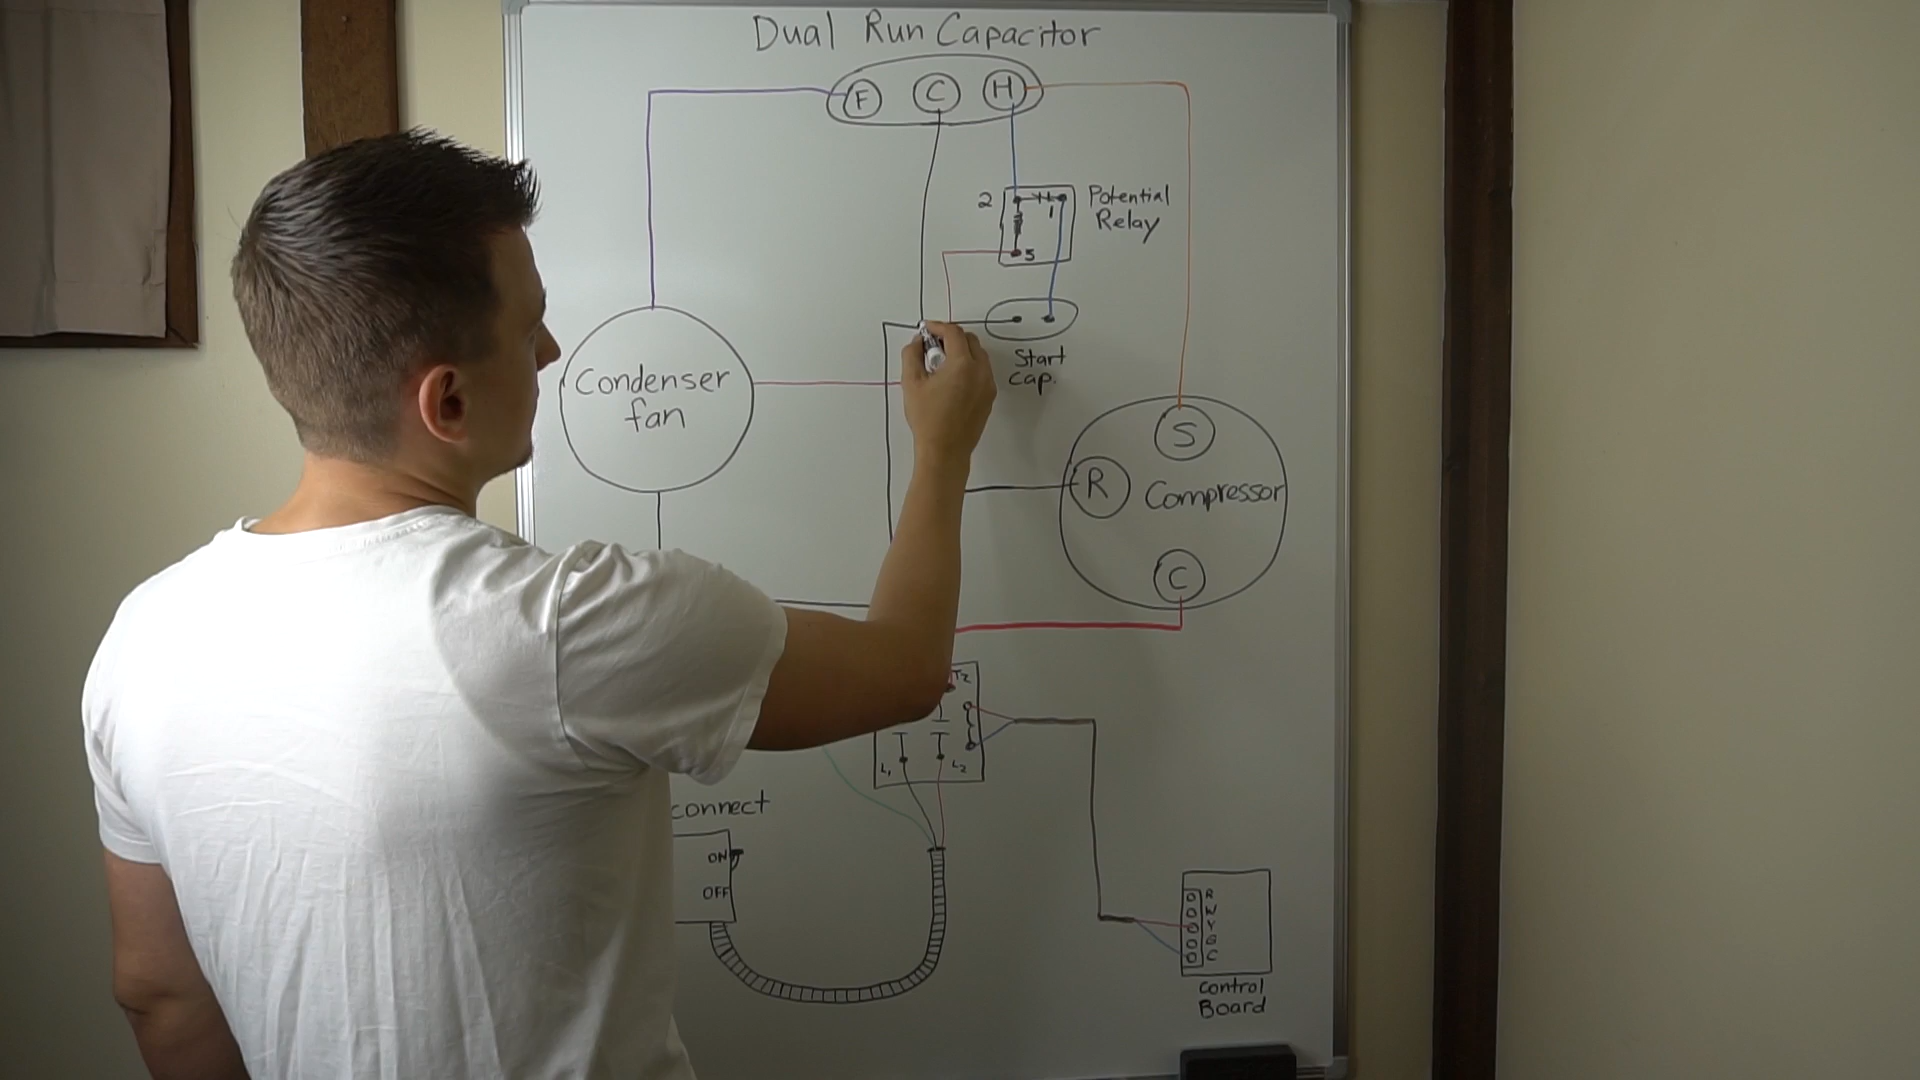 Dual Run Capacitor
F C H
2
1
5
Potential
Relay
Start
Cap.
Condenser
fan
S
R
Compressor
C
T2
L1 L2
connect
ON
OFF
R
W
Y
G
C
Control
Board